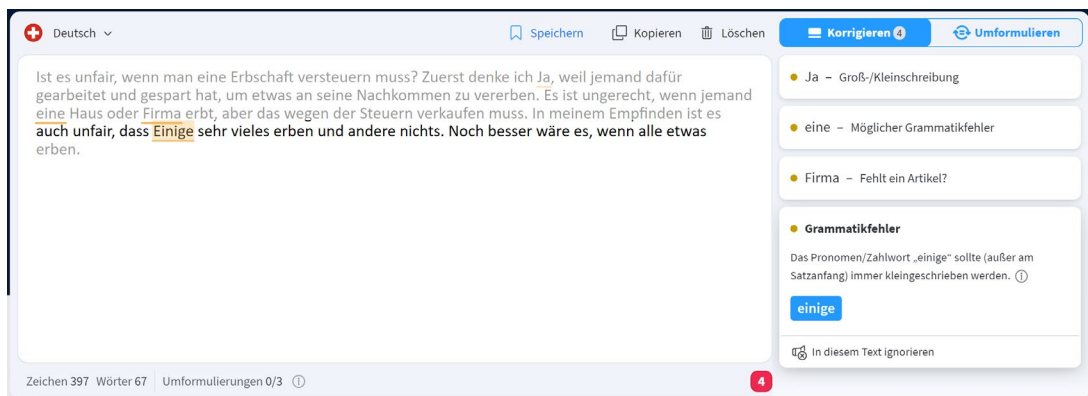 Deutsch
Speichern
Kopieren
Löschen
Korrigieren 4
Umformulieren
Ist es unfair, wenn man eine Erbschaft versteuern muss? Zuerst denke ich Ja, weil jemand dafür
gearbeitet und gespart hat, um etwas an seine Nachkommen zu vererben. Es ist ungerecht, wenn jemand
eine Haus oder Firma erbt, aber das wegen der Steuern verkaufen muss. In meinem Empfinden ist es
auch unfair, dass Einige sehr vieles erben und andere nichts. Noch besser wäre es, wenn alle etwas
erben.
Zeichen 397 Wörter 67 Umformulierungen 0/3
4
Ja – Groß-/Kleinschreibung
eine – Möglicher Grammatikfehler
Firma – Fehlt ein Artikel?
Grammatikfehler
Das Pronomen/Zahlwort „einige“ sollte (außer am
Satzanfang) immer kleingeschrieben werden.
einige
In diesem Text ignorieren